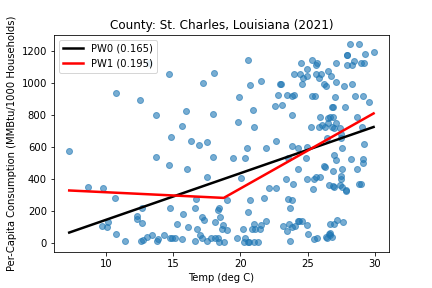 County: St. Charles, Louisiana (2021)
PW0 (0.165)
PW1 (0.195)
Per-Capita Consumption (MMBtu/1000 Households)
1200
1000
800
600
400
200
0
10
15
20
25
30
Temp (deg C)